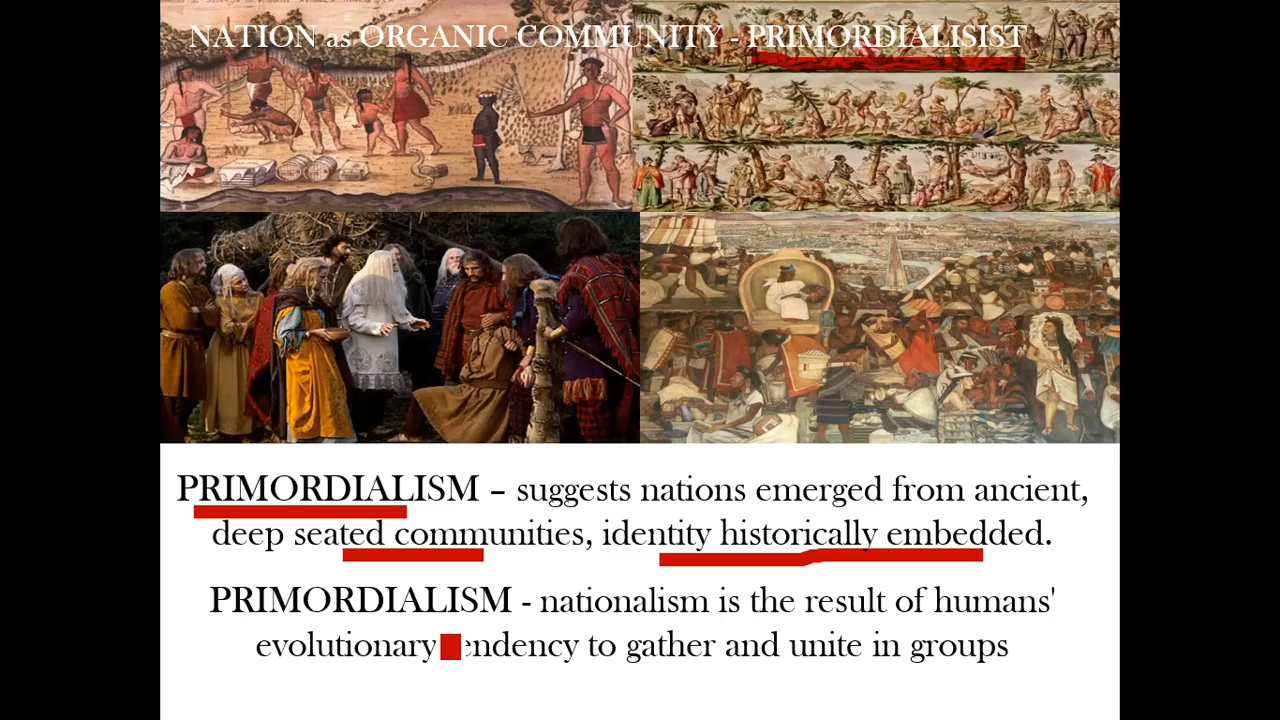 NATION as ORGANIC COMMUNITY - PRIMORDIALISIST
PRIMORDIALISM – suggests nations emerged from ancient,
deep seated communities, identity historically embedded.
PRIMORDIALISM - nationalism is the result of humans'
evolutionary to gather and unite in groups